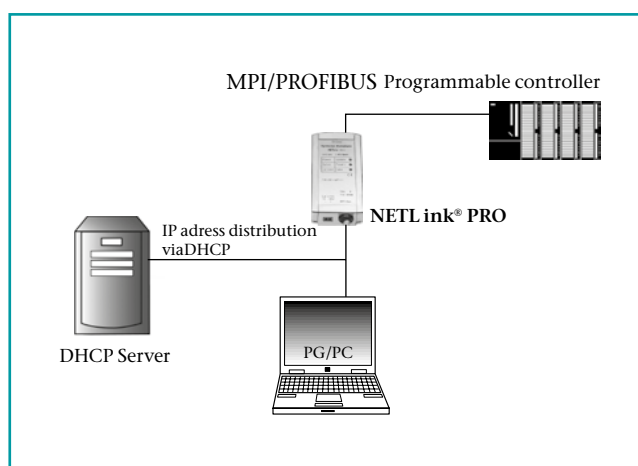 MPI/PROFIBUS Programmable controller
NETL ink® PRO
IP adress distribution
viaDHCP
DHCP Server
PG/PC